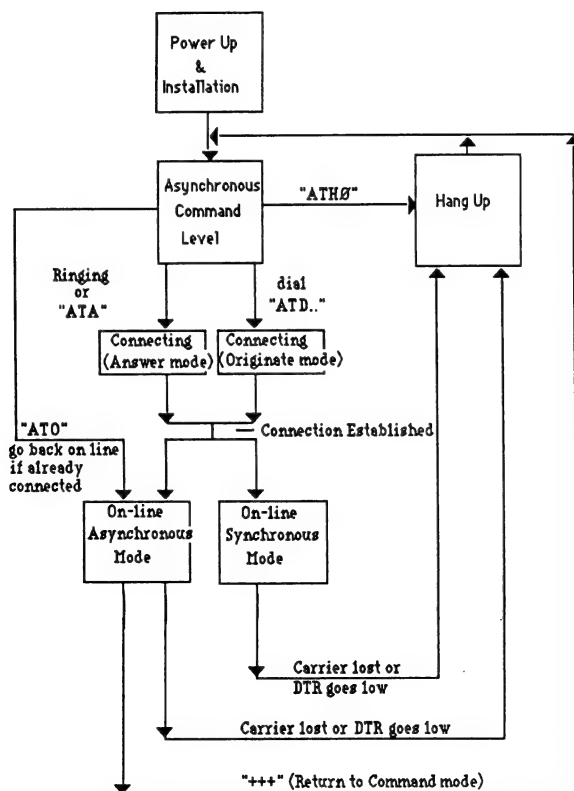 Power Up
&
Installation
Asynchronous
Command
Level
"ATHØ"
Hang Up
Ringing
or
"ATA"
dial
"ATD.."
Connecting
(Answer mode)
Connecting
(Originate mode)
"ATO"
go back on line
if already
connected
Connection Established
On-line
Asynchronous
Mode
On-line
Synchronous
Mode
Carrier lost or
DTR goes low
Carrier lost or DTR goes low
"+++" (Return to Command mode)